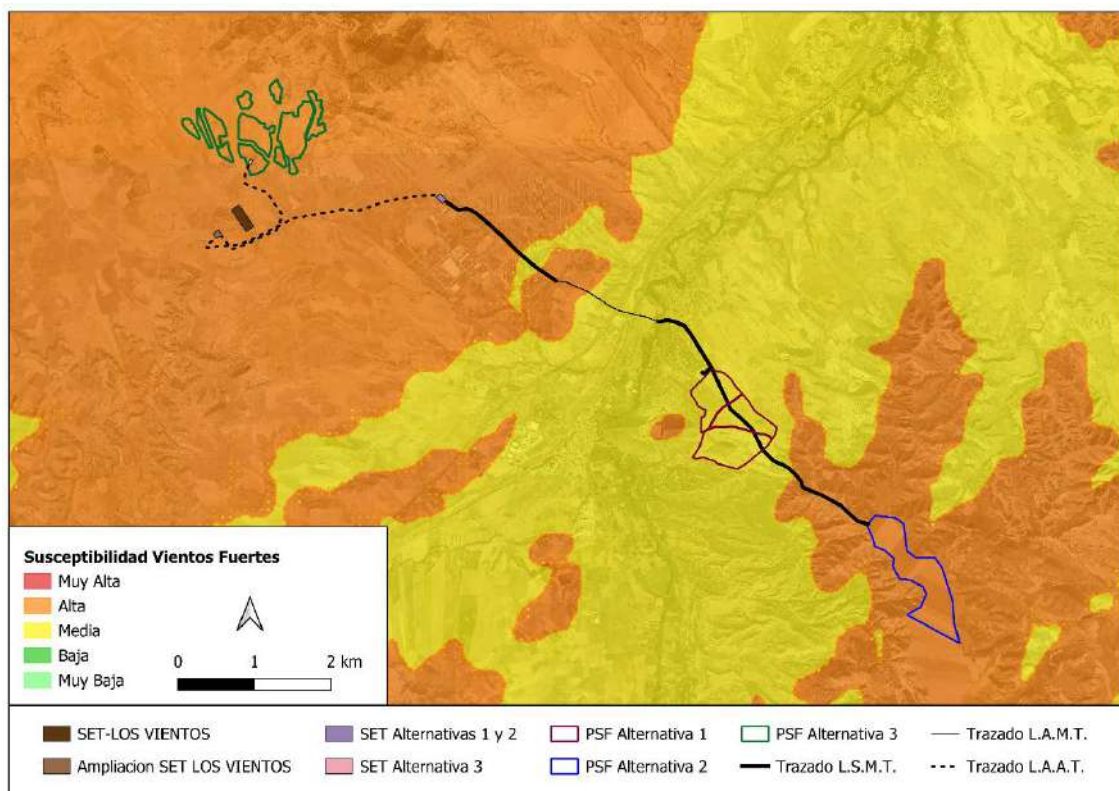 Susceptibilidad Vientos Fuertes
Muy Alta
Alta
Media
Baja
Muy Baja
0 1 2 km
SET-LOS VIENTOS
SET Alternativas 1 y 2
PSF Alternativa 1
PSF Alternativa 3
Trazado L.A.M.T.
Ampliacion SET LOS VIENTOS
SET Alternativa 3
PSF Alternativa 2
Trazado L.S.M.T.
Trazado L.A.A.T.